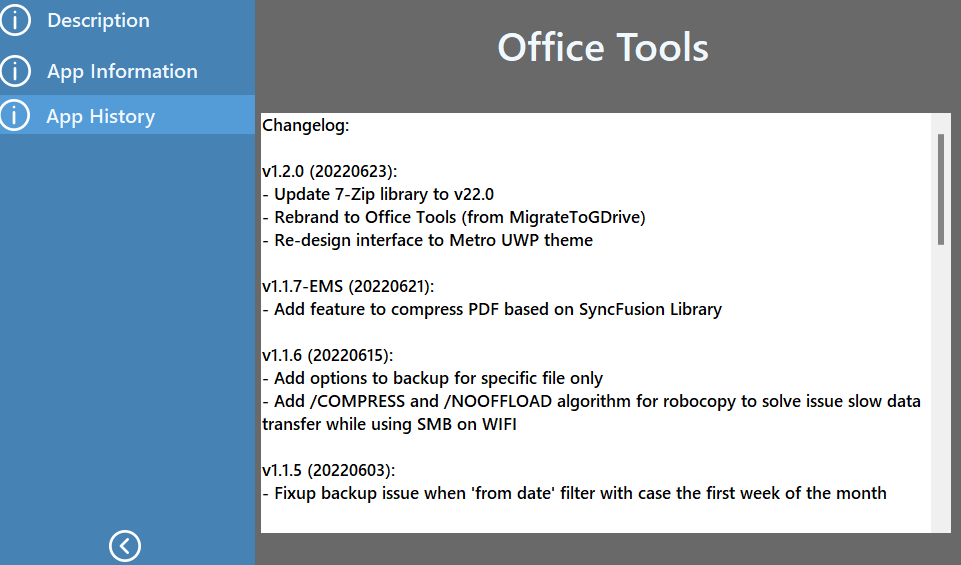 Description
App Information
App History
Office Tools
Changelog:
v1.2.0 (20220623):
- Update 7-Zip library to v22.0
- Rebrand to Office Tools (from MigrateToGDrive)
- Re-design interface to Metro UWP theme
v1.1.7-EMS (20220621):
- Add feature to compress PDF based on SyncFusion Library
v1.1.6 (20220615):
- Add options to backup for specific file only
- Add /COMPRESS and /NOOFFLOAD algorithm for robocopy to solve issue slow data
transfer while using SMB on WIFI
v1.1.5 (20220603):
- Fixup backup issue when 'from date' filter with case the first week of the month